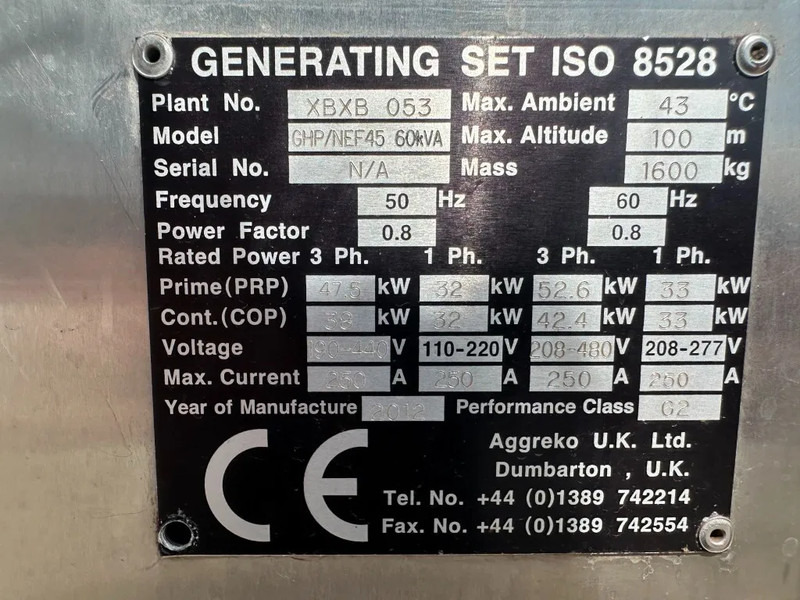 GENERATING SET ISO 8528
Plant No. XBXB 053 Max. Ambient 43 °C
Model GHP/NEF45 60kVA Max. Altitude 100 m
Serial No. N/A Mass 1600 kg
Frequency 50 Hz 60 Hz
Power Factor 0.8 0.8
Rated Power 3 Ph. 1 Ph. 3 Ph. 1 Ph.
Prime(PRP) 47.5 kW 32 kW 52.6 kW 33 kW
Cont.(COP) kW 32 kW 42.4 kW 33 kW
Voltage V 110-220 V 208-480 V 208-277 V
Max. Current 250 A 250 A 250 A A
Year of Manufacture 2012 Performance Class G2
CE
Aggreko U.K. Ltd.
Dumbarton , U.K.
Tel. No. +44 (0)1389 742214
Fax. No. +44 (0)1389 742554